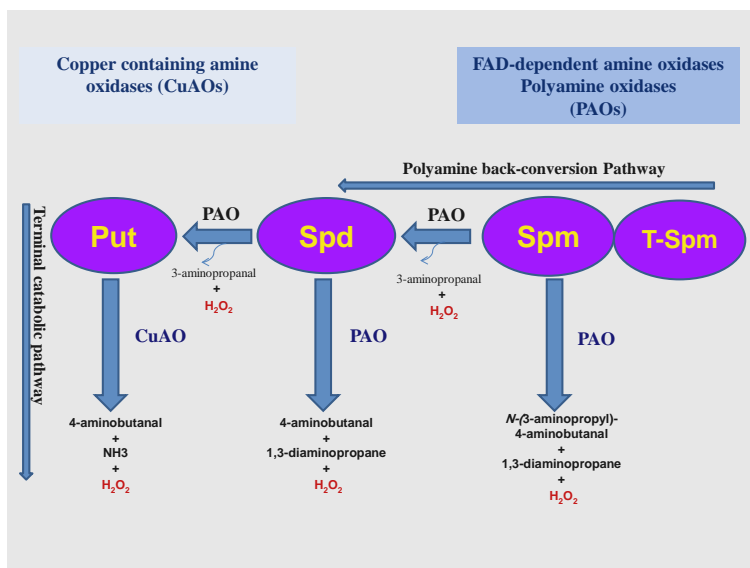 Copper containing amine
oxidases (CuAOs)
FAD-dependent amine oxidases
Polyamine oxidases
(PAOs)
Polyamine back-conversion Pathway
Terminal catabolic pathway
Put
PAO
Spd
PAO
Spm
T-Spm
3-aminopropanal
+
H₂O₂
3-aminopropanal
+
H₂O₂
CuAO
PAO
PAO
4-aminobutanal
+
NH3
+
H₂O₂
4-aminobutanal
+
1,3-diaminopropane
+
H₂O₂
N-(3-aminopropyl)-
4-aminobutanal
+
1,3-diaminopropane
+
H₂O₂